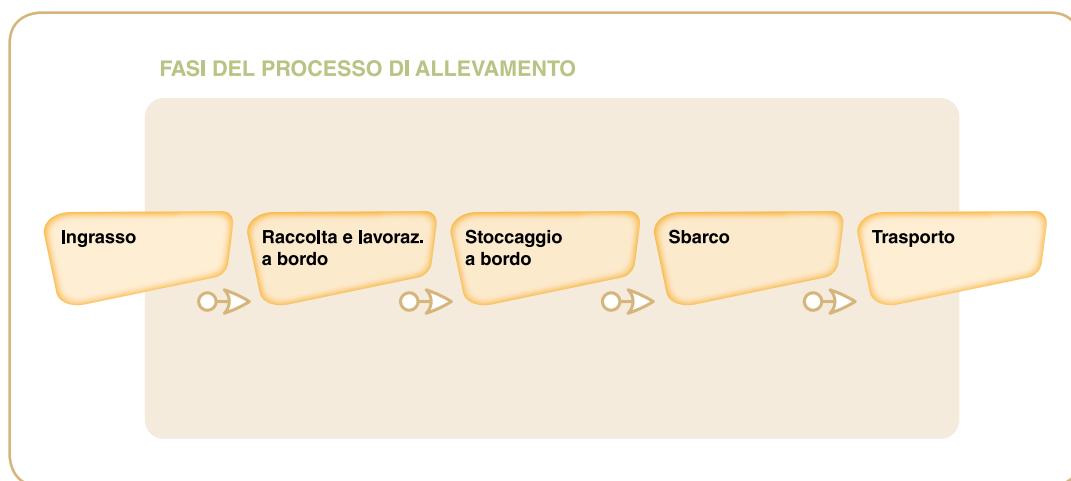 FASI DEL PROCESSO DI ALLEVAMENTO
Ingrasso
Raccolta e lavoraz.
a bordo
Stoccaggio
a bordo
Sbarco
Trasporto